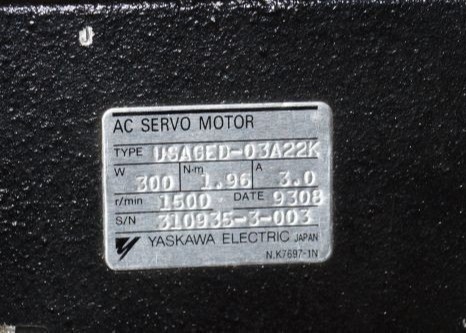 J
AC SERVO MOTOR
TYPE USAGED-03A22K
W 300 N·m 1.96 A 3.0
r/min 1500 DATE 9308
S/N 310935-3-003
YASKAWA ELECTRIC JAPAN
N.K7697-1N